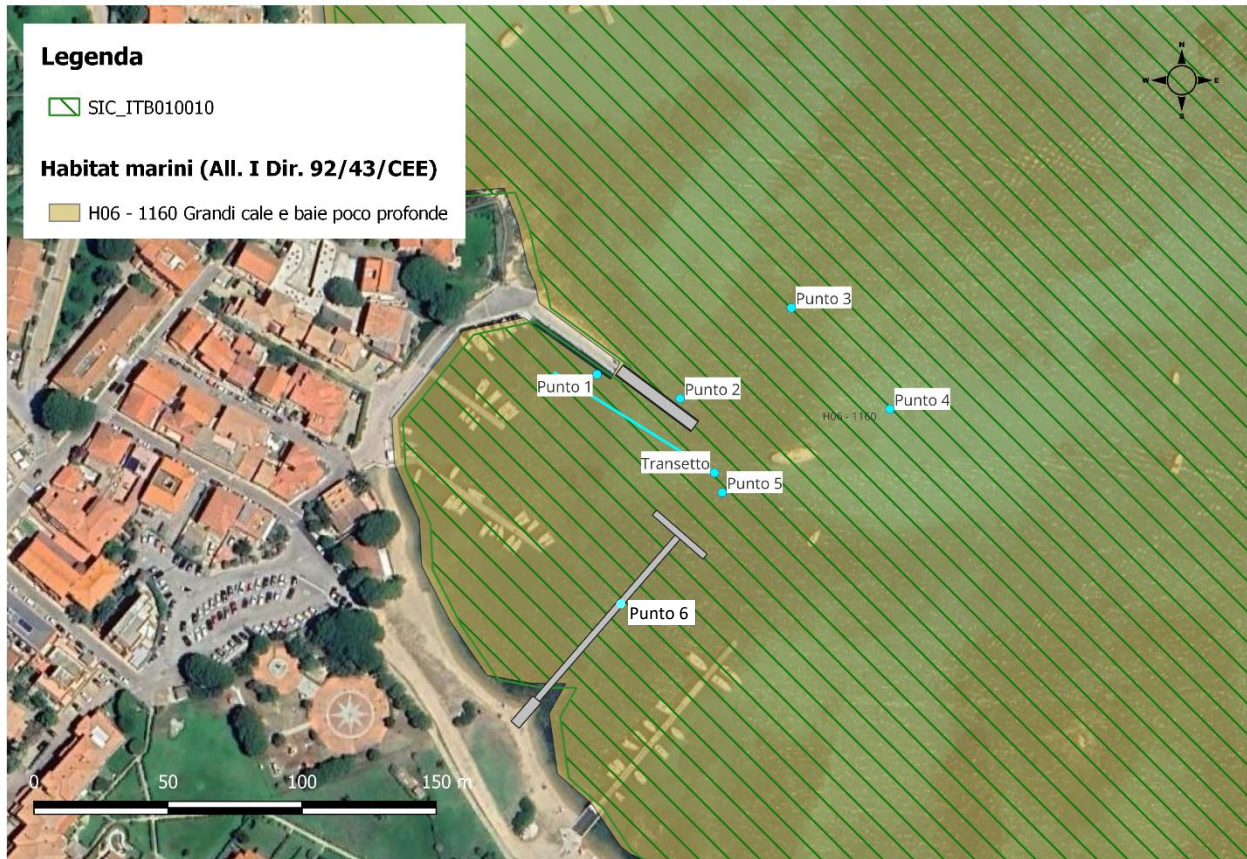 Legenda
SIC_ITB010010
Habitat marini (All. I Dir. 92/43/CEE)
H06 - 1160 Grandi cale e baie poco profonde
N
W E
S
Punto 3
Punto 1
Punto 2
Punto 4
H06 - 1160
Transetto
Punto 5
Punto 6
0 50 100 150 m